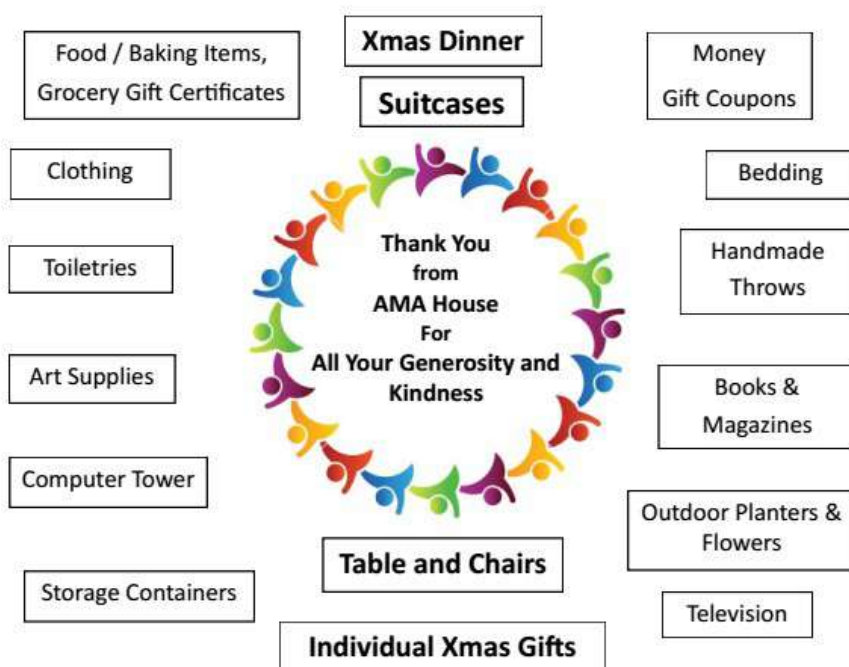 Xmas Dinner
Food / Baking Items,
Grocery Gift Certificates
Money
Gift Coupons
Suitcases
Clothing
Bedding
Toiletries
Handmade
Throws
Thank You
from
AMA House
For
All Your Generosity and
Kindness
Art Supplies
Books &
Magazines
Computer Tower
Outdoor Planters &
Flowers
Table and Chairs
Storage Containers
Television
Individual Xmas Gifts